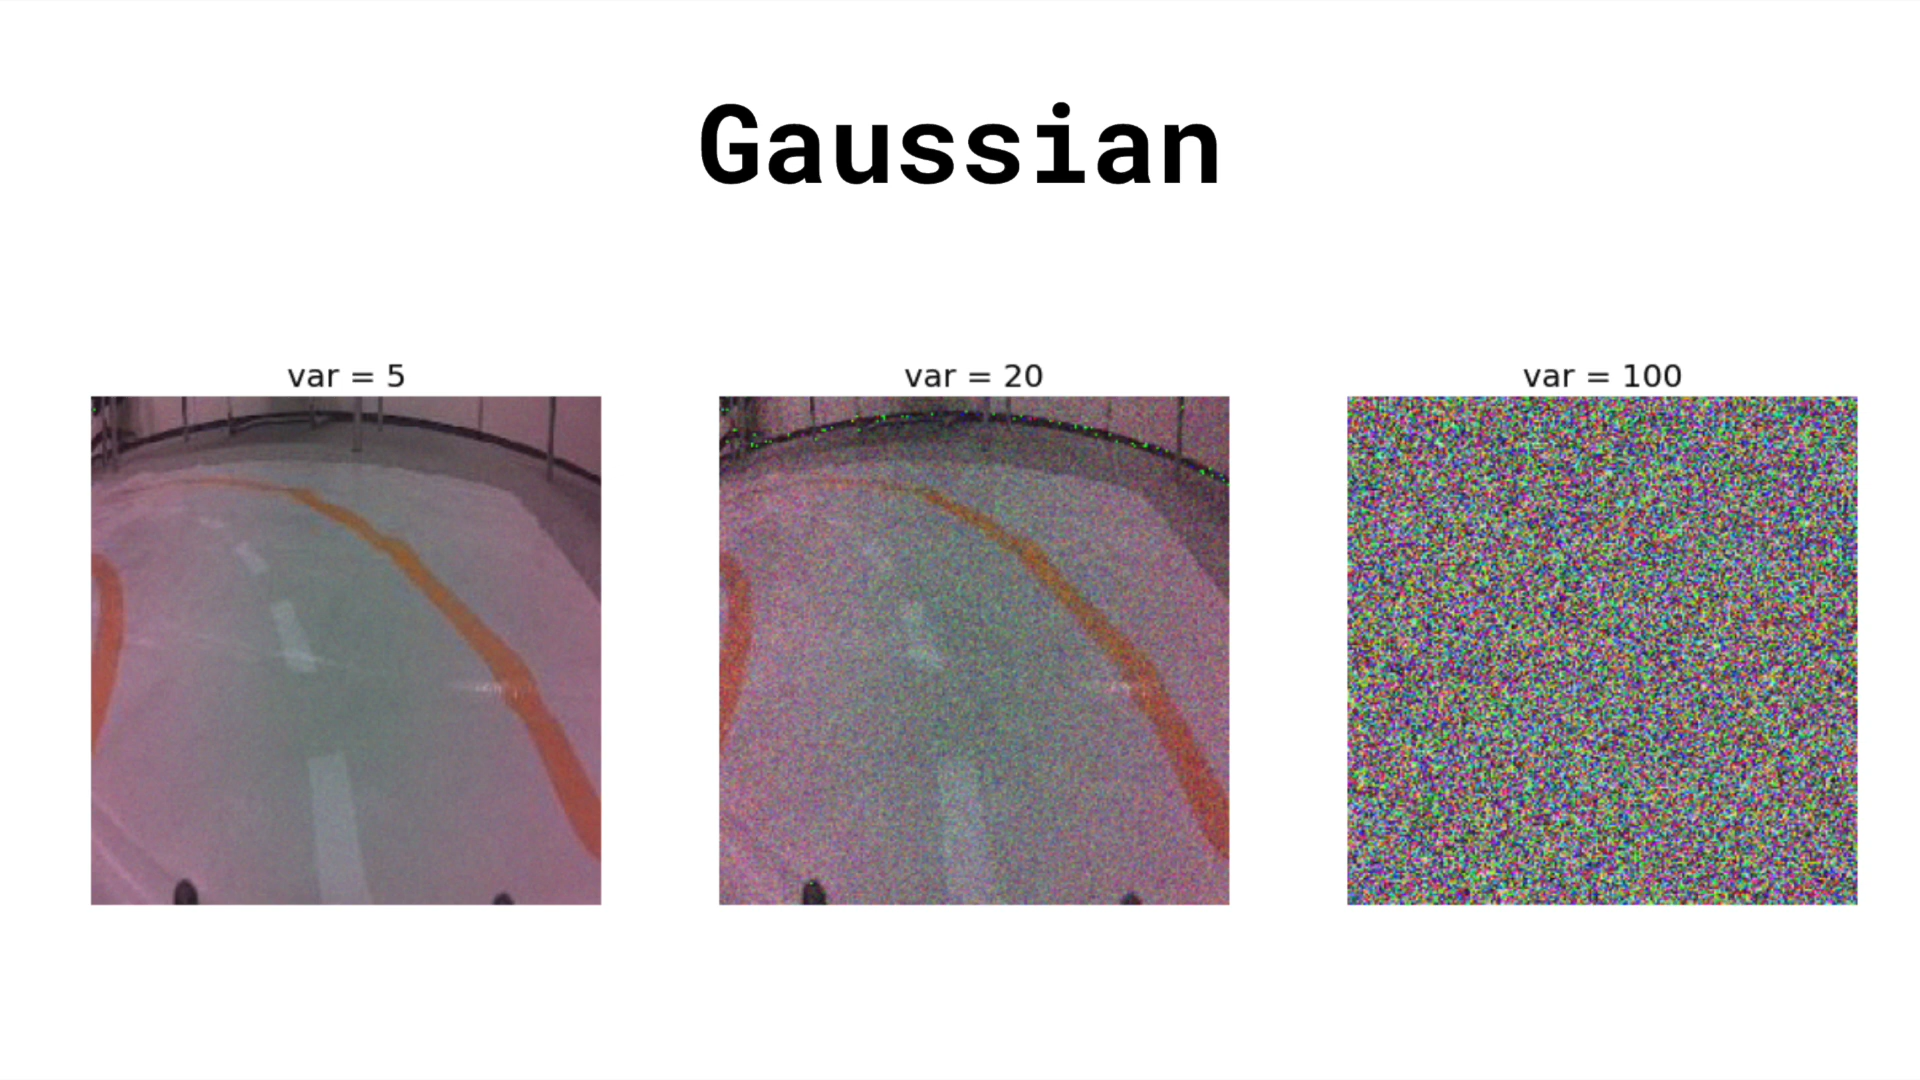 Gaussian
var = 5
var = 20
var = 100